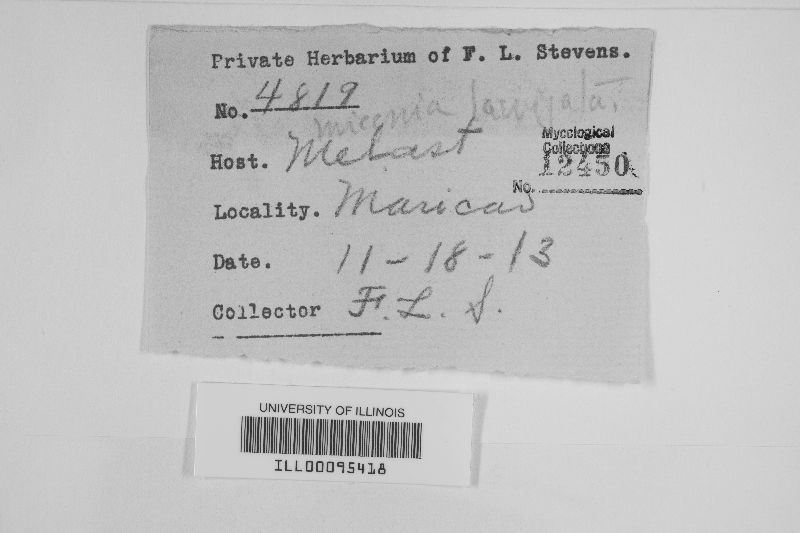 Private Herbarium of F. L. Stevens.
No. 4819
miconia laevigata.
Host. Melast
Mycological
Collections
No. 12450
Locality. Maricao
Date. 11-18-13
Collector F. L. S.
UNIVERSITY OF ILLINOIS
ILL00095418